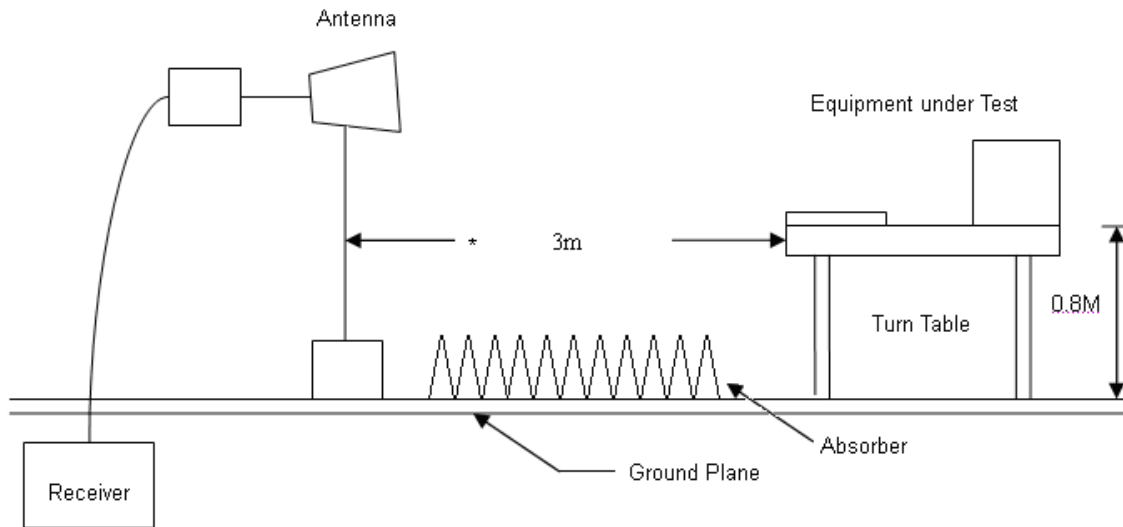 Antenna
Equipment under Test
* 3m
0.8M
Turn Table
Absorber
Ground Plane
Receiver